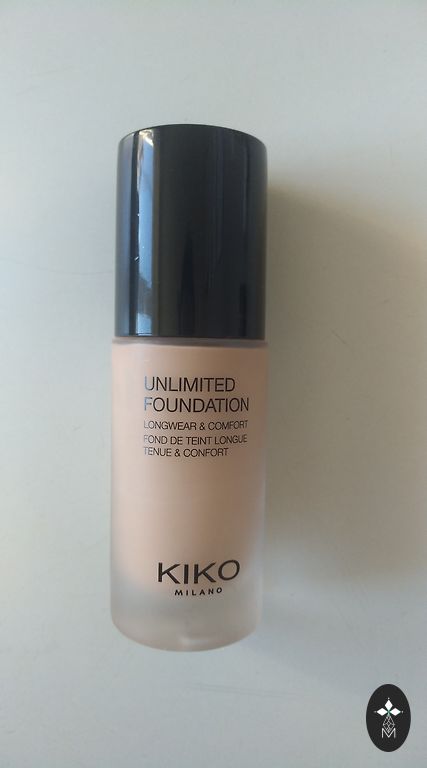 UNLIMITED
FOUNDATION
LONGWEAR & COMFORT
FOND DE TEINT LONGUE
TENUE & CONFORT
KIKO
MILANO
M